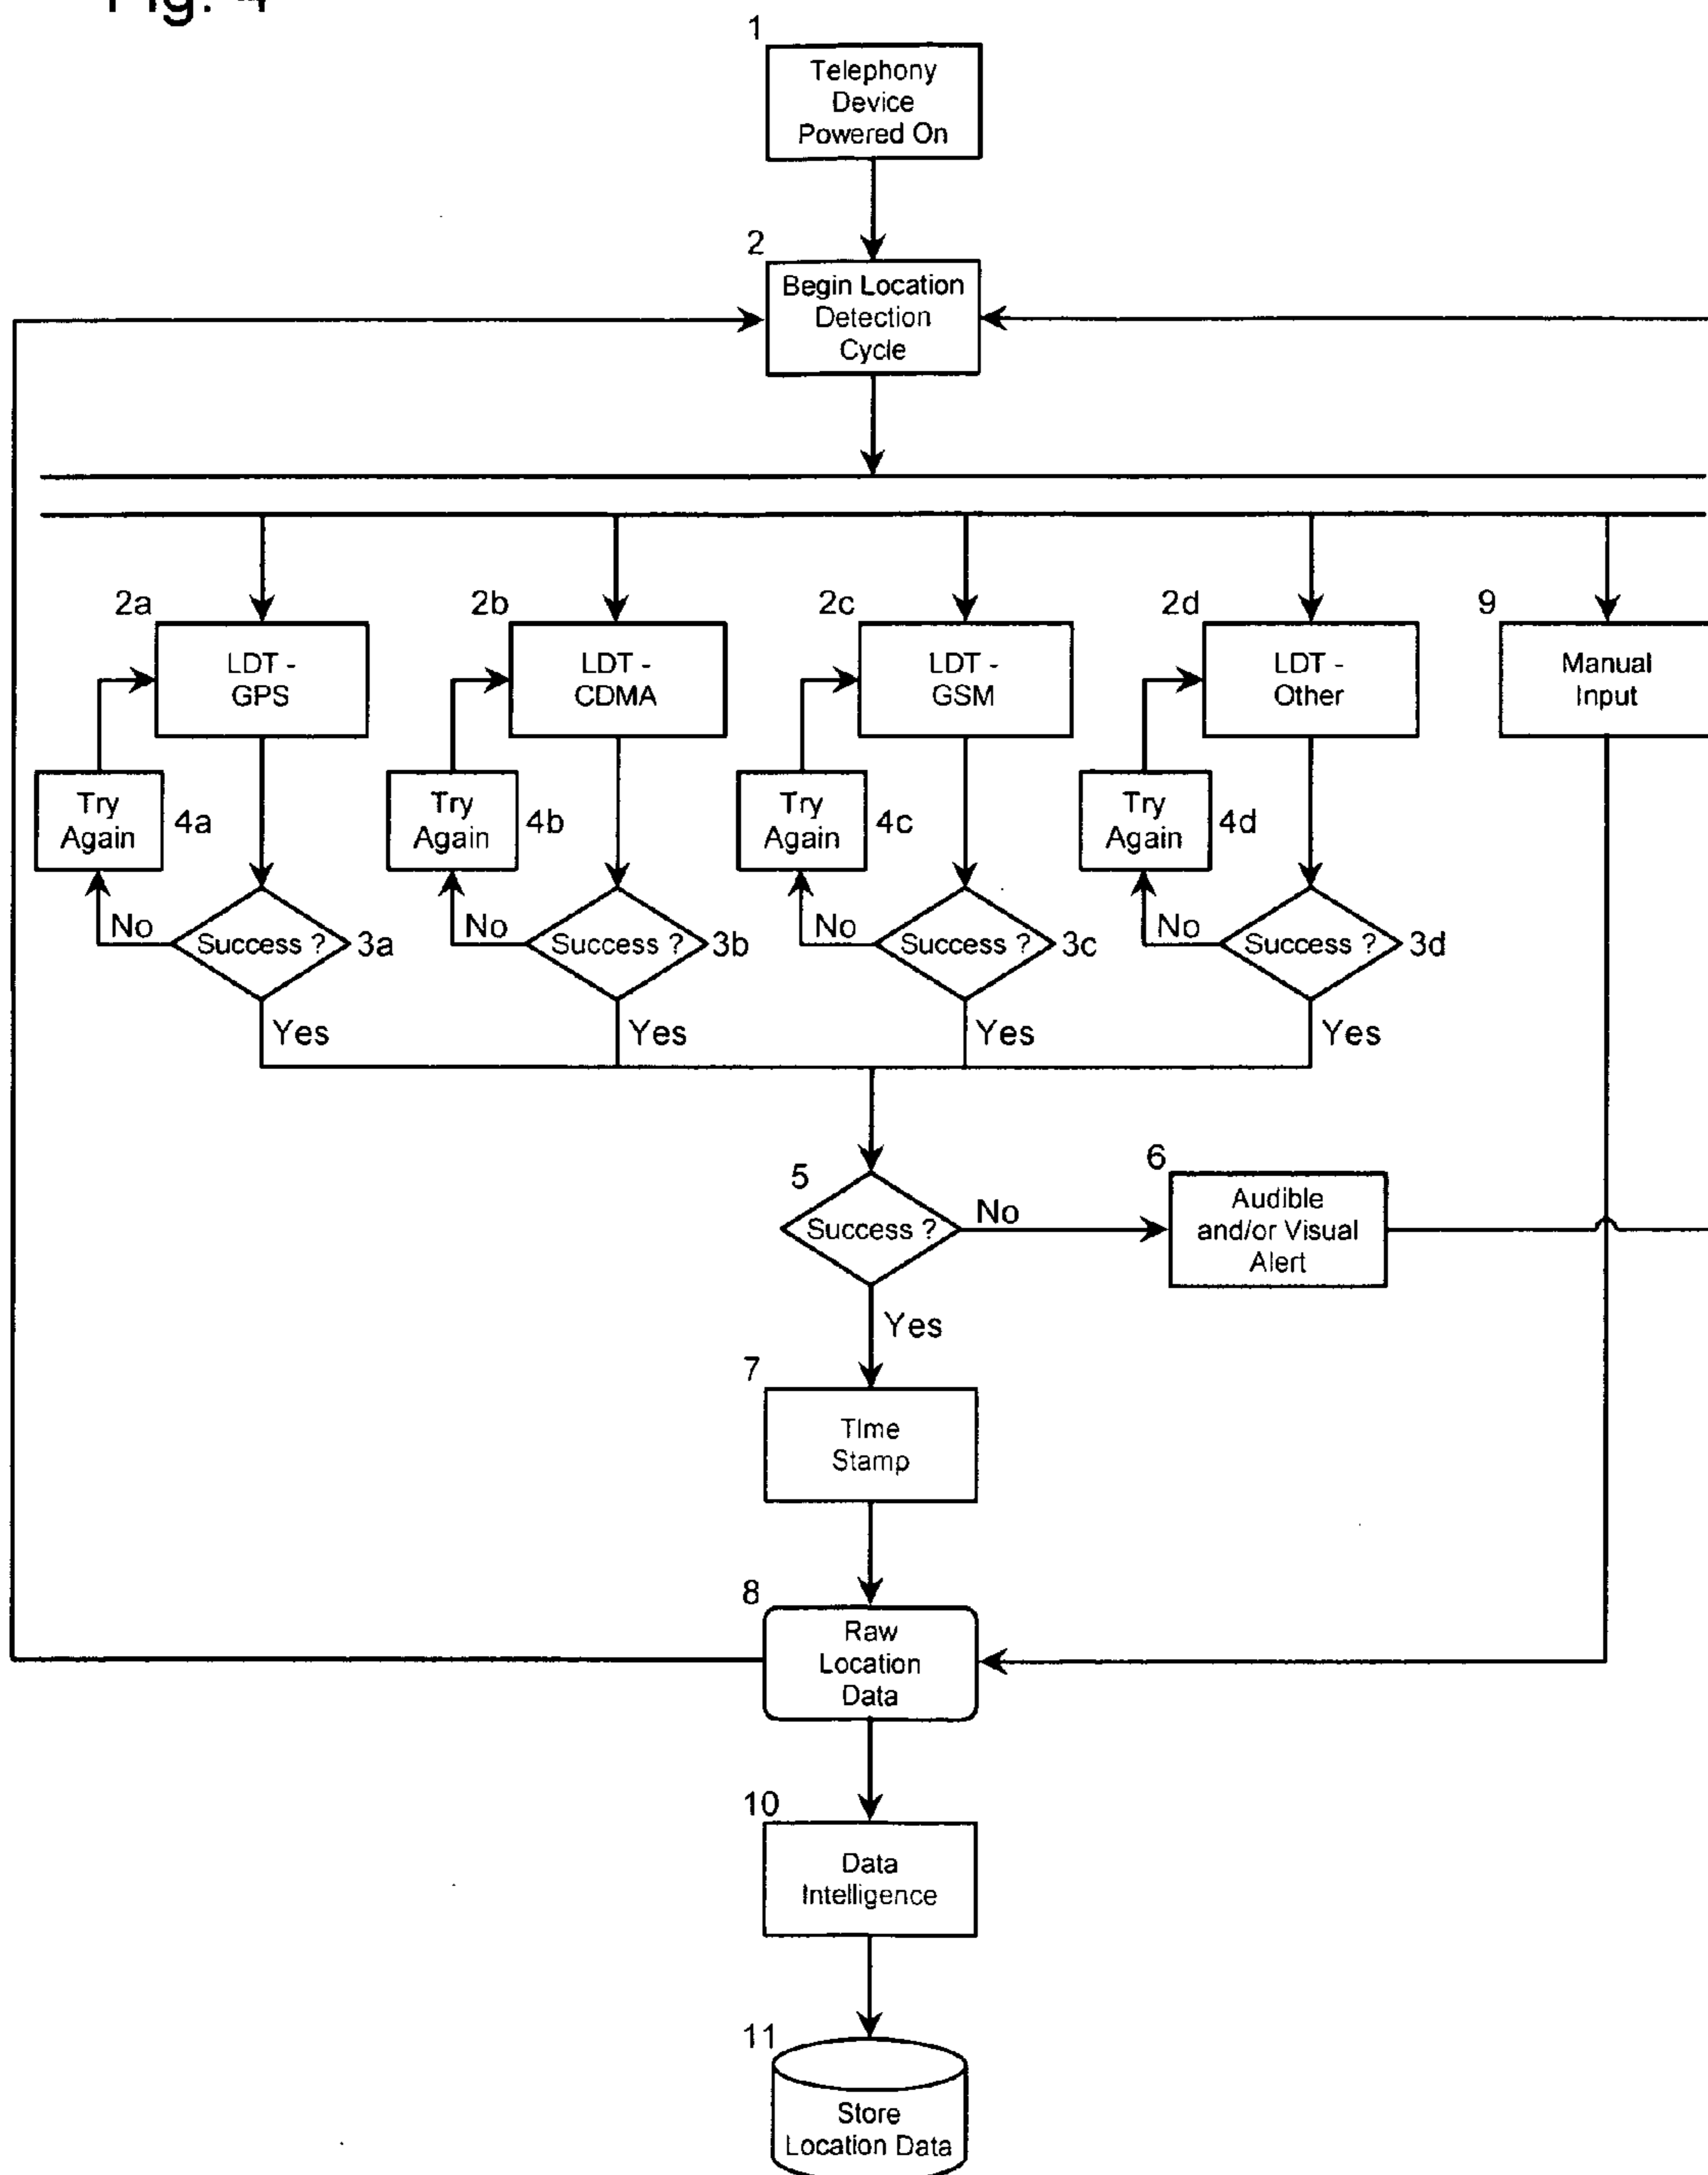 Fig. 4
1
Telephony
Device
Powered On
2
Begin Location
Detection
Cycle
2a
LDT -
GPS
2b
LDT -
CDMA
2c
LDT -
GSM
2d
LDT -
Other
9
Manual
Input
Try
Again
4a
Try
Again
4b
Try
Again
4c
Try
Again
4d
No
Success ?
3a
No
Success ?
3b
No
Success ?
3c
No
Success ?
3d
Yes
Yes
Yes
Yes
5
Success ?
No
6
Audible
and/or Visual
Alert
Yes
7
TIme
Stamp
8
Raw
Location
Data
10
Data
Intelligence
11
Store
Location Data